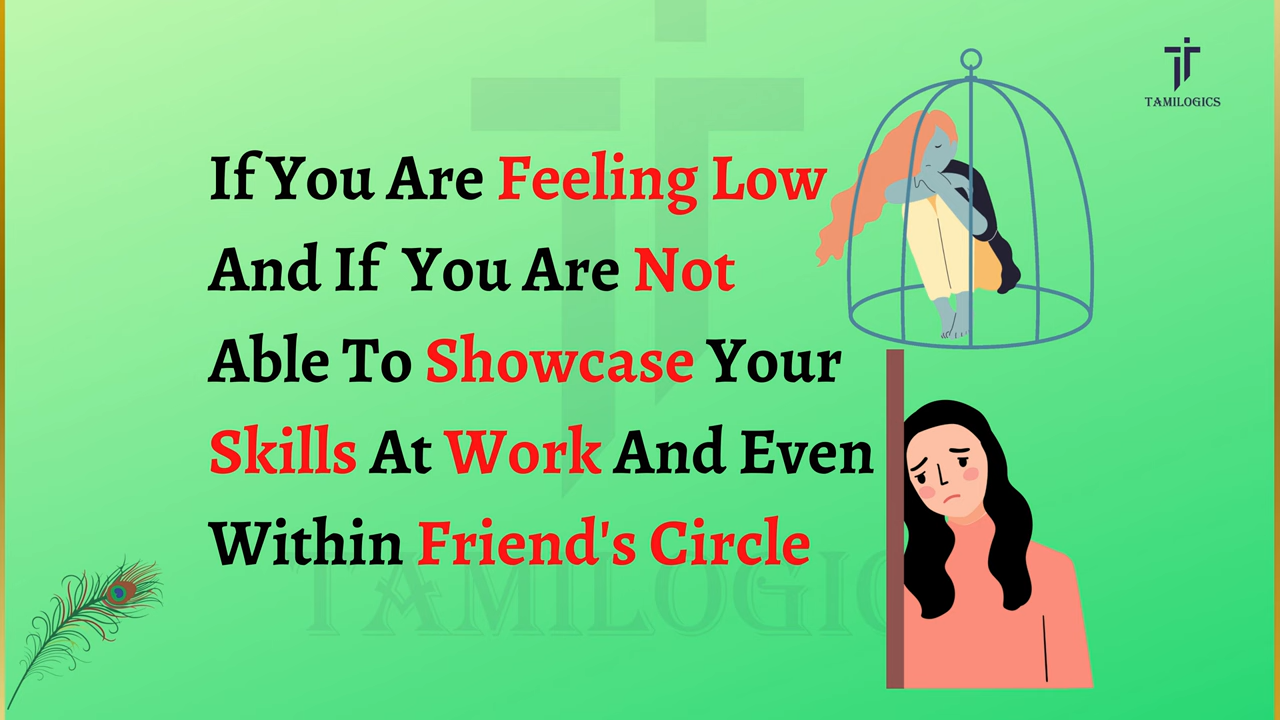 TAMILOGICS
If You Are Feeling Low
And If You Are Not
Able To Showcase Your
Skills At Work And Even
Within Friend's Circle
TAMILOGIC